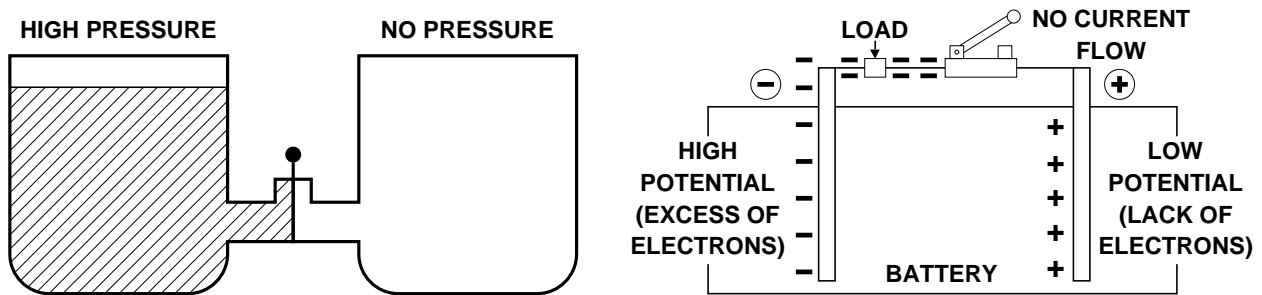 HIGH PRESSURE
NO PRESSURE
LOAD
NO CURRENT
FLOW
HIGH
POTENTIAL
(EXCESS OF
ELECTRONS)
LOW
POTENTIAL
(LACK OF
ELECTRONS)
BATTERY